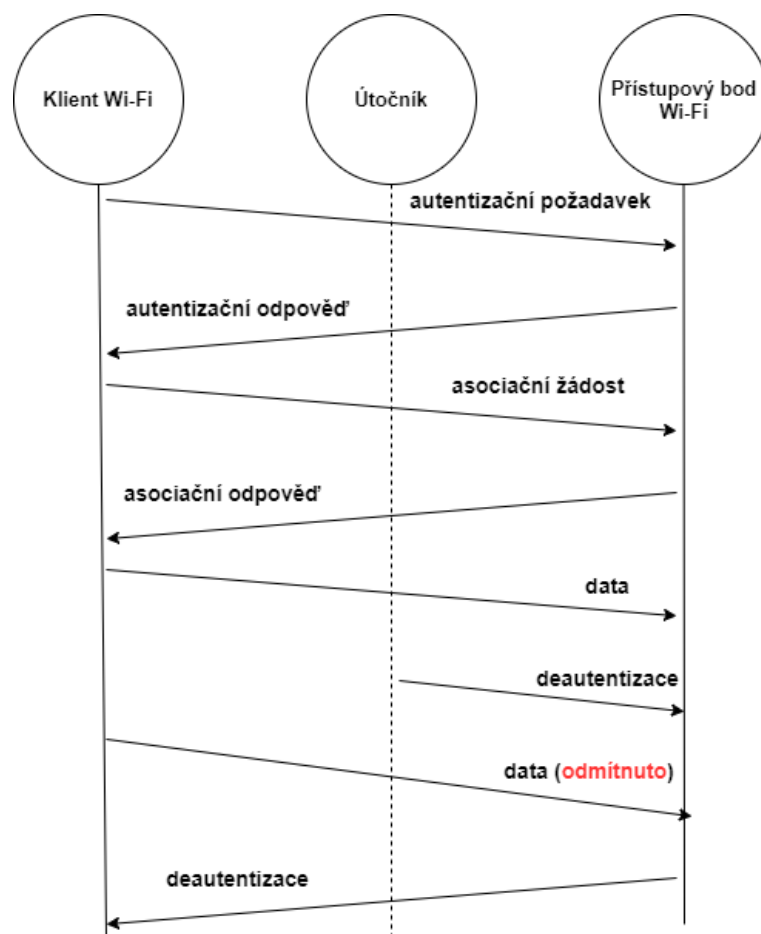 Klient Wi-Fi
Útočník
Přístupový bod
Wi-Fi
autentizační požadavek
autentizační odpověď
asociační žádost
asociační odpověď
data
deautentizace
data (odmítnuto)
deautentizace